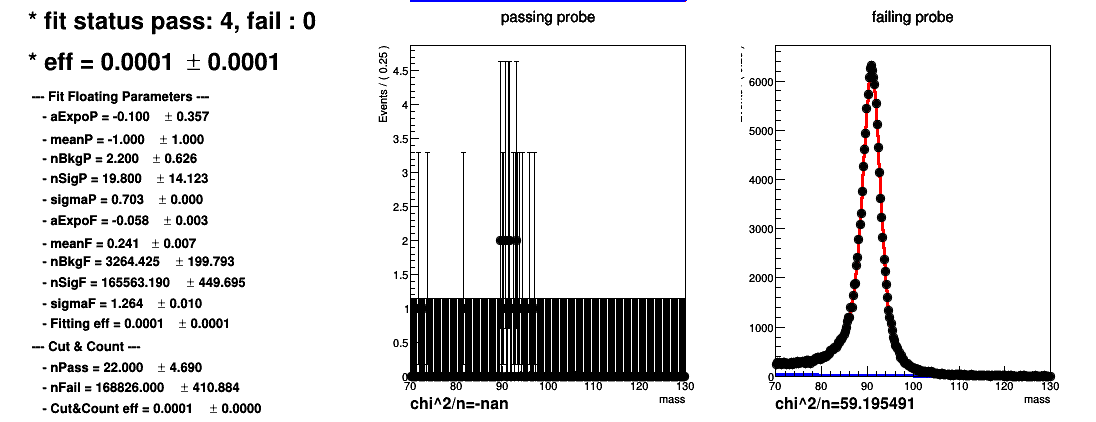 * fit status pass: 4, fail : 0
* eff = 0.0001 ± 0.0001
--- Fit Floating Parameters ---
- aExpoP = -0.100 ± 0.357
- meanP = -1.000 ± 1.000
- nBkgP = 2.200 ± 0.626
- nSigP = 19.800 ± 14.123
- sigmaP = 0.703 ± 0.000
- aExpoF = -0.058 ± 0.003
- meanF = 0.241 ± 0.007
- nBkgF = 3264.425 ± 199.793
- nSigF = 165563.190 ± 449.695
- sigmaF = 1.264 ± 0.010
- Fitting eff = 0.0001 ± 0.0001
--- Cut & Count ---
- nPass = 22.000 ± 4.690
- nFail = 168826.000 ± 410.884
- Cut&Count eff = 0.0001 ± 0.0000
passing probe
Events / ( 0.25 )
4.5
4
3.5
3
2.5
2
1.5
1
0.5
0
70 80 90 100 110 120 130
mass
chi^2/n=-nan
failing probe
6000
5000
4000
3000
2000
1000
0
70 80 90 100 110 120 130
mass
chi^2/n=59.195491